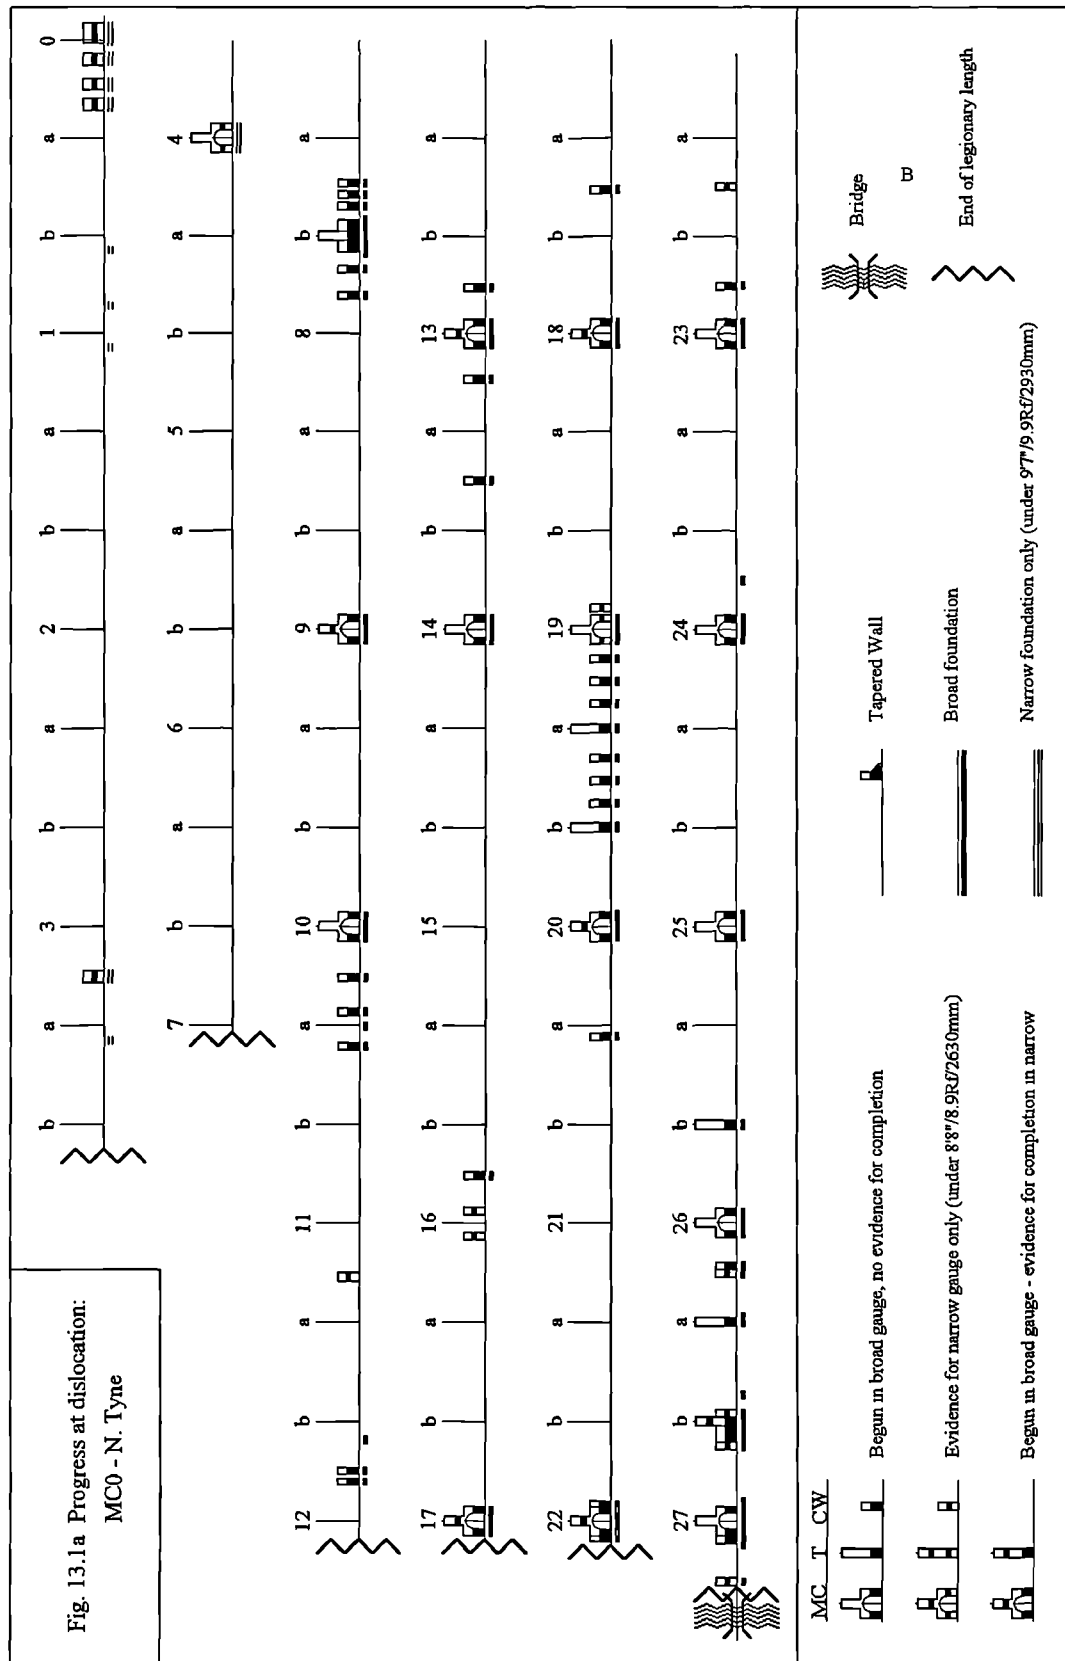 Fig. 13.1a Progress at dislocation:
MC0 - N. Tyne
b a 3 b a 2 b a 1 b a 0
7 b a 6 b a 5 b a 4
12 b a 11 b a 10 b a 9 b a 8 b a
17 b a 16 b a 15 b a 14 b a 13 b a
22 b a 21 b a 20 b a 19 b a 18 b a
27 b a 26 b a 25 b a 24 b a 23 b a
MC T CW
Begun in broad gauge, no evidence for completion
Tapered Wall
Bridge
B
Evidence for narrow gauge only (under 8'8"/8.9Rf/2630mm)
Broad foundation
End of legionary length
Begun in broad gauge - evidence for completion in narrow
Narrow foundation only (under 9'7"/9.9Rf/2930mm)